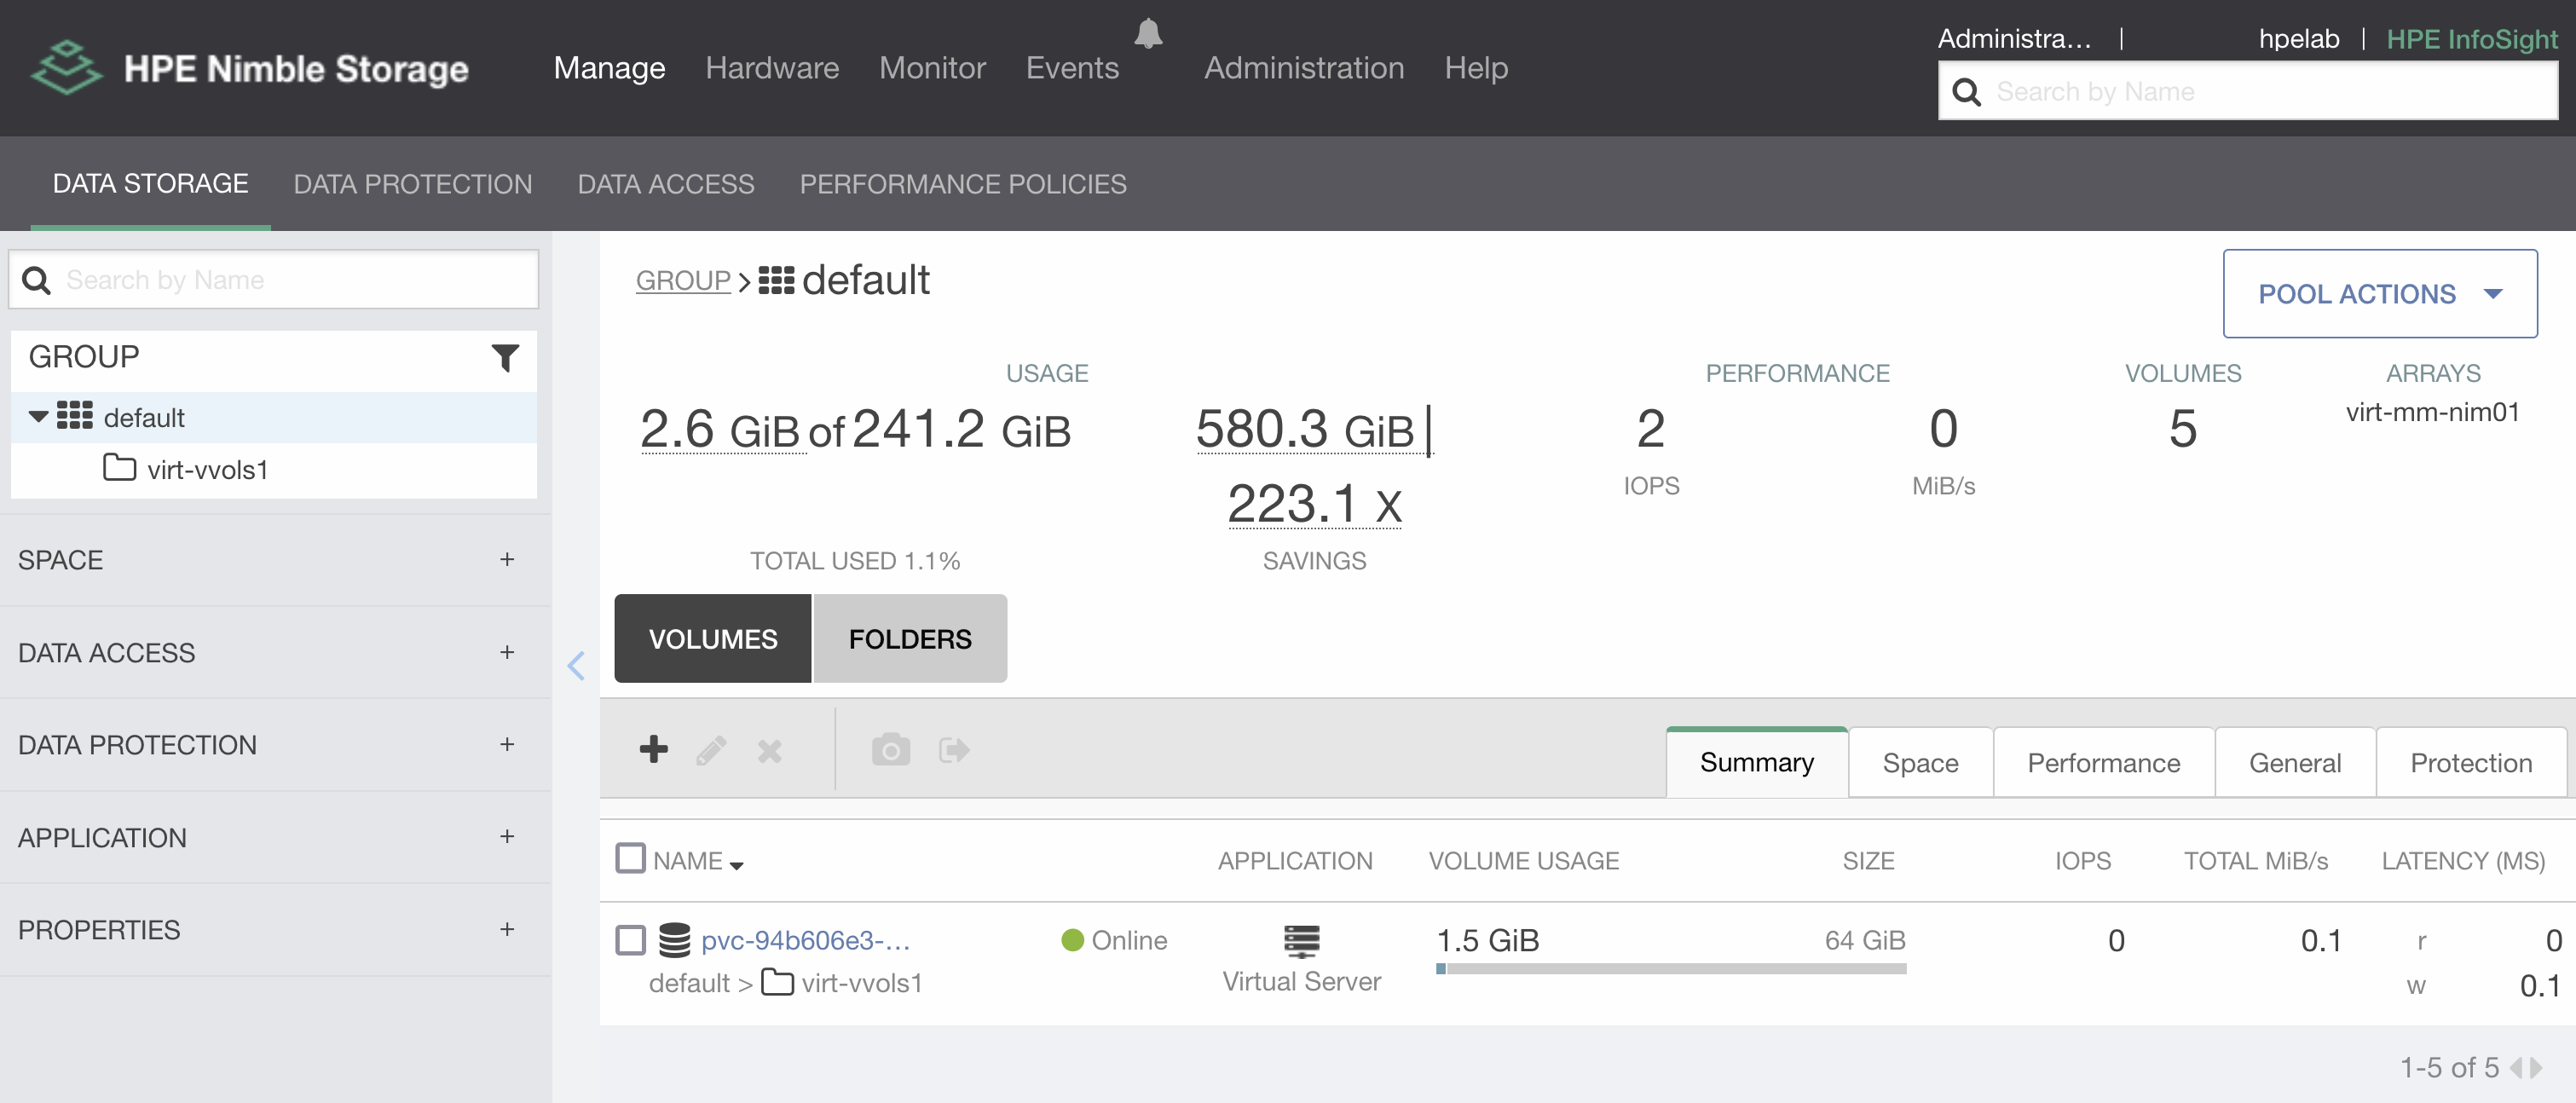 HPE Nimble Storage
Manage Hardware Monitor Events Administration Help
Administra... | hpelab | HPE InfoSight
Search by Name
DATA STORAGE DATA PROTECTION DATA ACCESS PERFORMANCE POLICIES
Search by Name
GROUP
default
virt-vvols1
SPACE +
DATA ACCESS +
DATA PROTECTION +
APPLICATION +
PROPERTIES +
GROUP > default
POOL ACTIONS
USAGE PERFORMANCE VOLUMES ARRAYS
2.6 GiB of 241.2 GiB 580.3 GiB | 2 0 5 virt-mm-nim01
223.1 X IOPS MiB/s
TOTAL USED 1.1% SAVINGS
VOLUMES FOLDERS
Summary Space Performance General Protection
NAME APPLICATION VOLUME USAGE SIZE IOPS TOTAL MiB/s LATENCY (MS)
pvc-94b606e3-... Online 1.5 GiB 64 GiB 0 0.1 r 0
default > virt-vvols1 Virtual Server w 0.1
1-5 of 5